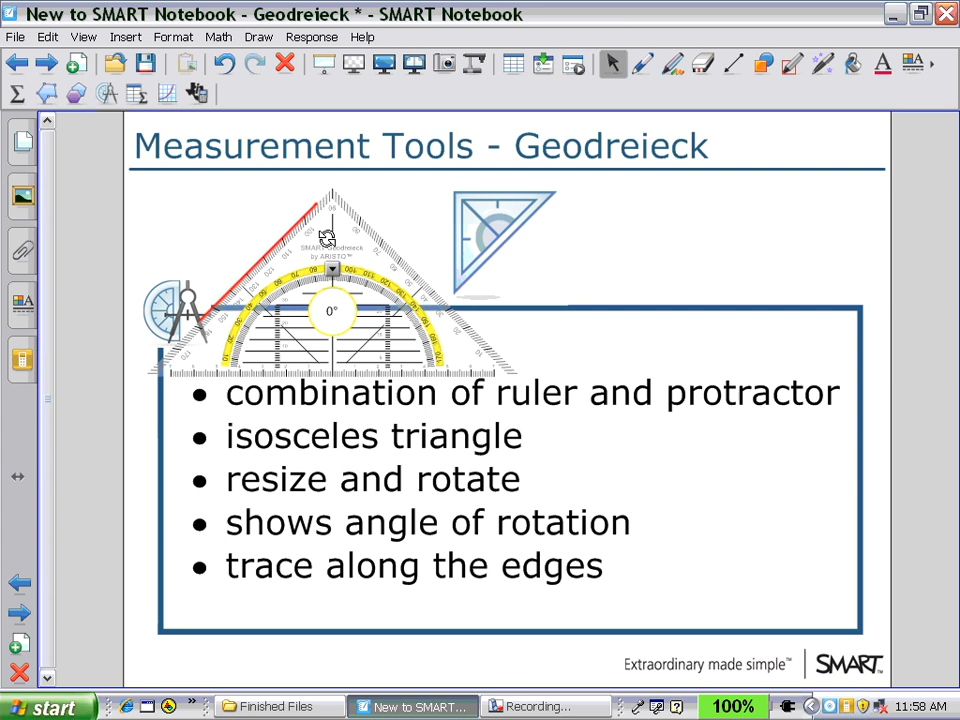 New to SMART Notebook - Geodreieck * - SMART Notebook
File Edit View Insert Format Math Draw Response Help
Measurement Tools - Geodreieck
SMART Geodreieck
by ARISTO™
0°
combination of ruler and protractor
isosceles triangle
resize and rotate
shows angle of rotation
trace along the edges
Extraordinary made simple™ SMART
start Finished Files New to SMART... Recording... 100% 11:58 AM